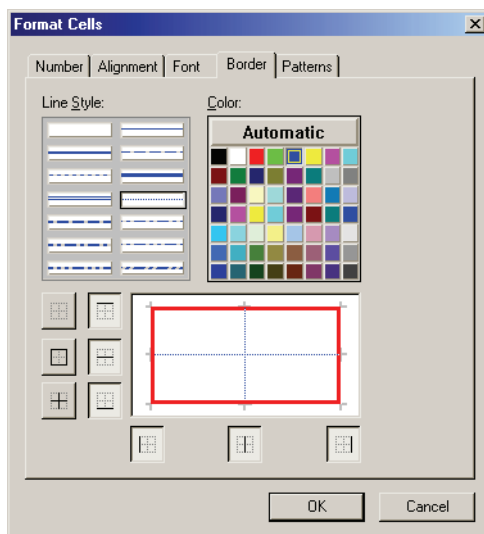 Format Cells
Number Alignment Font Border Patterns
Line Style: Color:
Automatic
OK Cancel